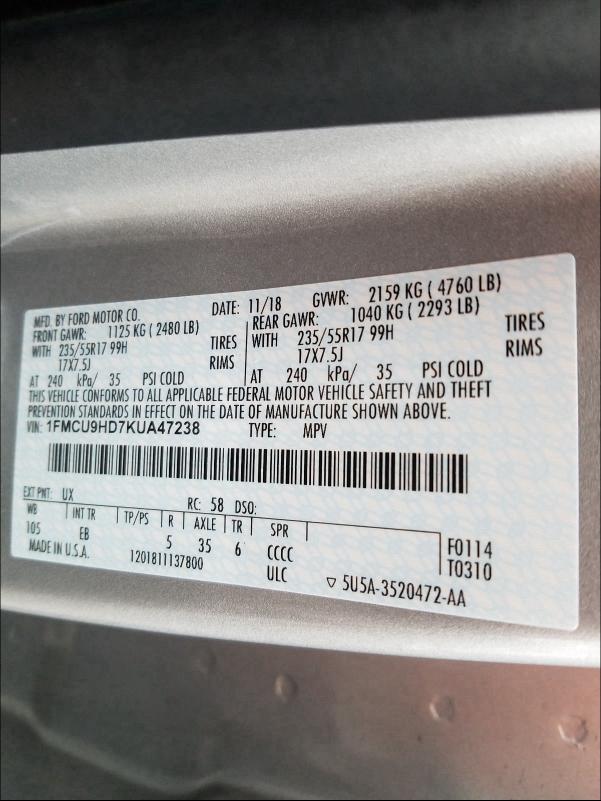 MFD. BY FORD MOTOR CO. DATE: 11/18 GVWR: 2159 KG ( 4760 LB)
FRONT GAWR: 1125 KG ( 2480 LB) REAR GAWR: 1040 KG ( 2293 LB)
WITH 235/55R17 99H TIRES WITH 235/55R17 99H TIRES
17X7.5J RIMS 17X7.5J RIMS
AT 240 kPa/ 35 PSI COLD AT 240 kPa/ 35 PSI COLD
THIS VEHICLE CONFORMS TO ALL APPLICABLE FEDERAL MOTOR VEHICLE SAFETY AND THEFT
PREVENTION STANDARDS IN EFFECT ON THE DATE OF MANUFACTURE SHOWN ABOVE.
VIN: 1FMCU9HD7KUA47238 TYPE: MPV
EXT PNT: UX RC: 58 DSO:
WB INT TR TP/PS R AXLE TR SPR
105 EB 5 35 6 CCCC F0114
MADE IN U.S.A. 1201811137800 ULC T0310
▽ 5U5A-3520472-AA